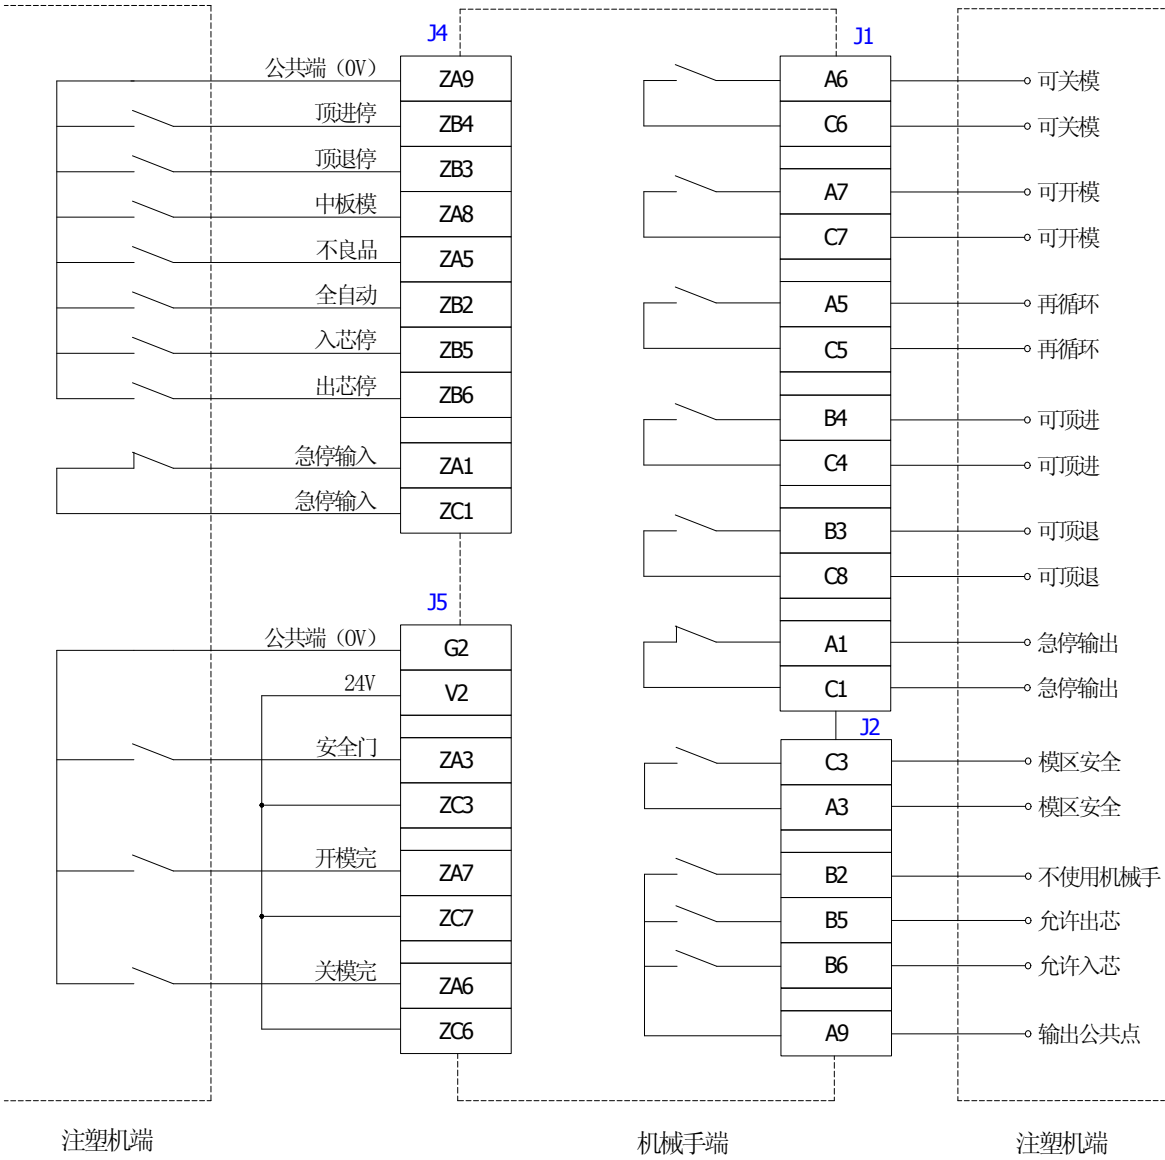 J4
公共端（0V） ZA9
顶进停 ZB4
顶退停 ZB3
中板模 ZA8
不良品 ZA5
全自动 ZB2
入芯停 ZB5
出芯停 ZB6
急停输入 ZA1
急停输入 ZC1
J5
公共端（0V） G2
24V V2
安全门 ZA3
ZC3
开模完 ZA7
ZC7
关模完 ZA6
ZC6
J1
A6 可关模
C6 可关模
A7 可开模
C7 可开模
A5 再循环
C5 再循环
B4 可顶进
C4 可顶进
B3 可顶退
C8 可顶退
A1 急停输出
C1 急停输出
J2
C3 模区安全
A3 模区安全
B2 不使用机械手
B5 允许出芯
B6 允许入芯
A9 输出公共点
注塑机端 机械手端 注塑机端